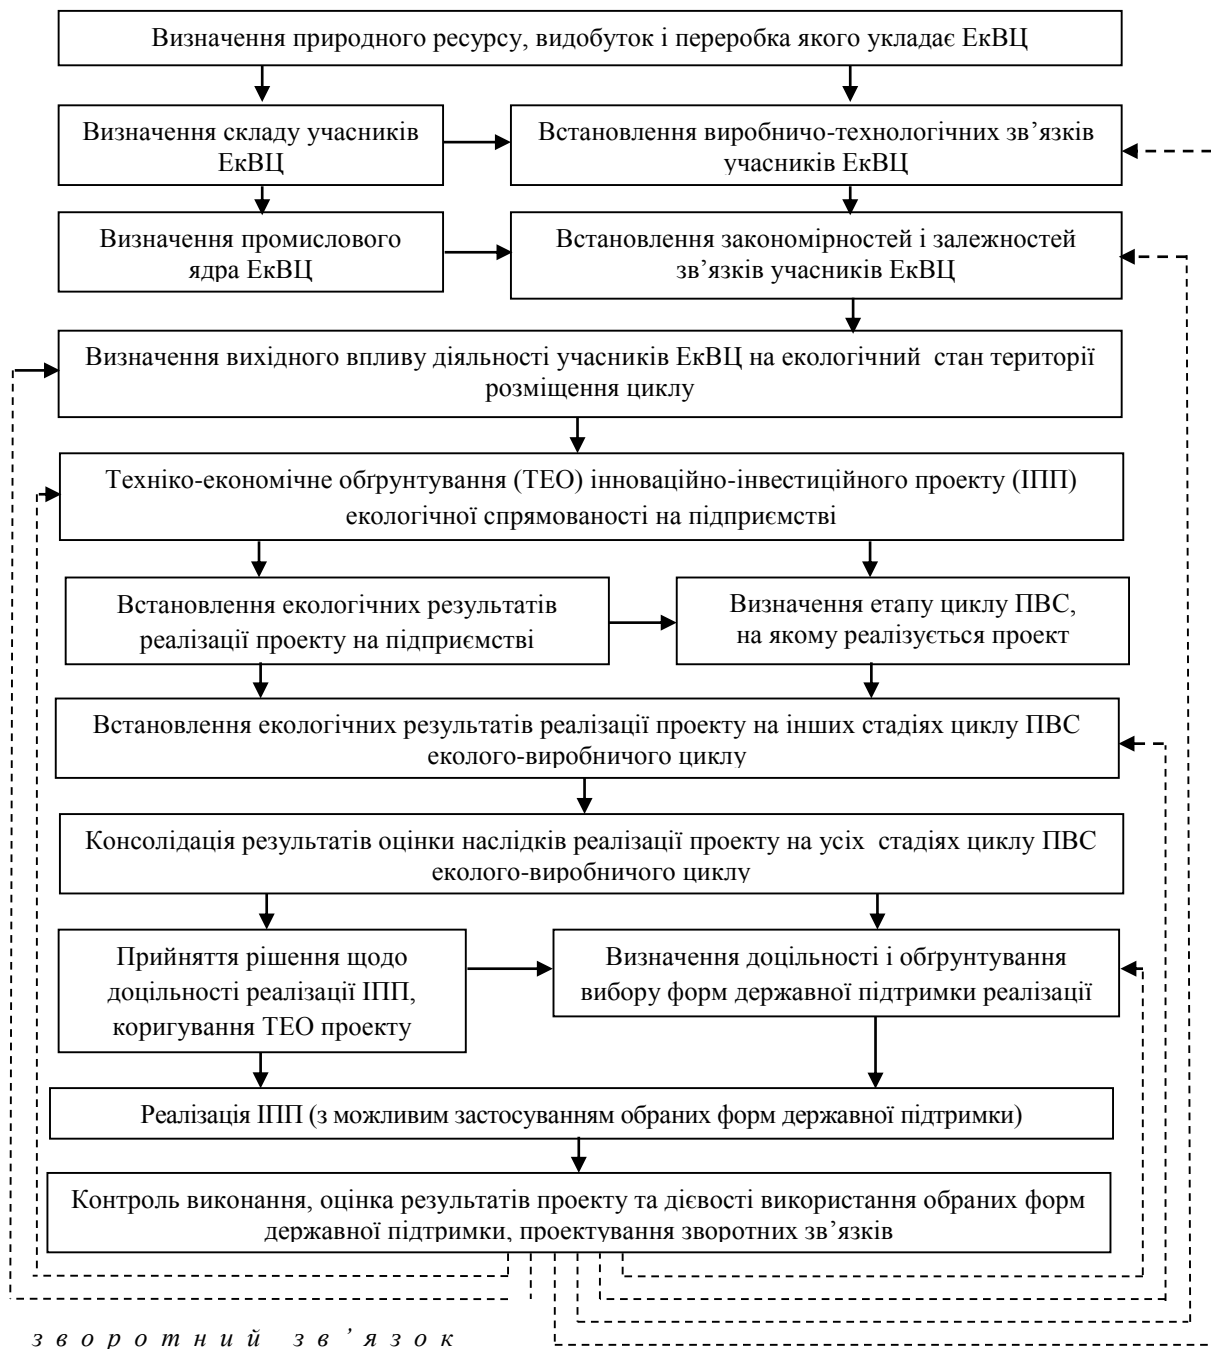 Визначення природного ресурсу, видобуток і переробка якого укладає ЕкВЦ
Визначення складу учасників
ЕкВЦ
Встановлення виробничо-технологічних зв’язків
учасників ЕкВЦ
Визначення промислового
ядра ЕкВЦ
Встановлення закономірностей і залежностей
зв’язків учасників ЕкВЦ
Визначення вихідного впливу діяльності учасників ЕкВЦ на екологічний стан території
розміщення циклу
Техніко-економічне обґрунтування (ТЕО) інноваційно-інвестиційного проекту (ІПП)
екологічної спрямованості на підприємстві
Встановлення екологічних результатів
реалізації проекту на підприємстві
Визначення етапу циклу ПВС,
на якому реалізується проект
Встановлення екологічних результатів реалізації проекту на інших стадіях циклу ПВС
еколого-виробничого циклу
Консолідація результатів оцінки наслідків реалізації проекту на усіх стадіях циклу ПВС
еколого-виробничого циклу
Прийняття рішення щодо
доцільності реалізації ІПП,
коригування ТЕО проекту
Визначення доцільності і обґрунтування
вибору форм державної підтримки реалізації
Реалізація ІПП (з можливим застосуванням обраних форм державної підтримки)
Контроль виконання, оцінка результатів проекту та дієвості використання обраних форм
державної підтримки, проектування зворотних зв’язків
зворотний зв’язок